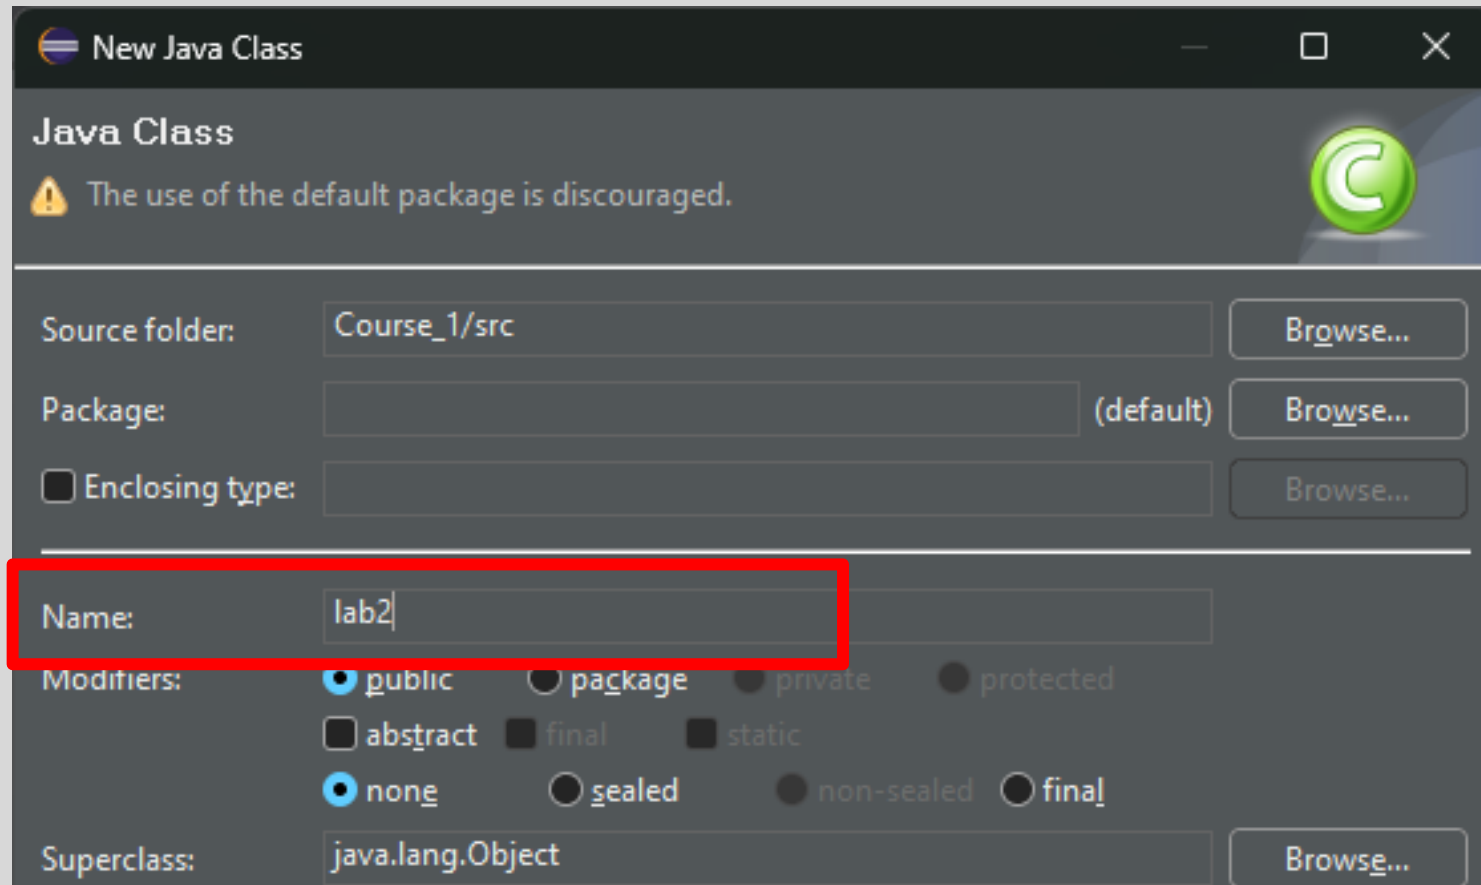 New Java Class
Java Class
The use of the default package is discouraged.
Source folder: Course_1/src Browse...
Package: (default) Browse...
Enclosing type: Browse...
Name: lab2
Modifiers: public package private protected
abstract final static
none sealed non-sealed final
Superclass: java.lang.Object Browse...